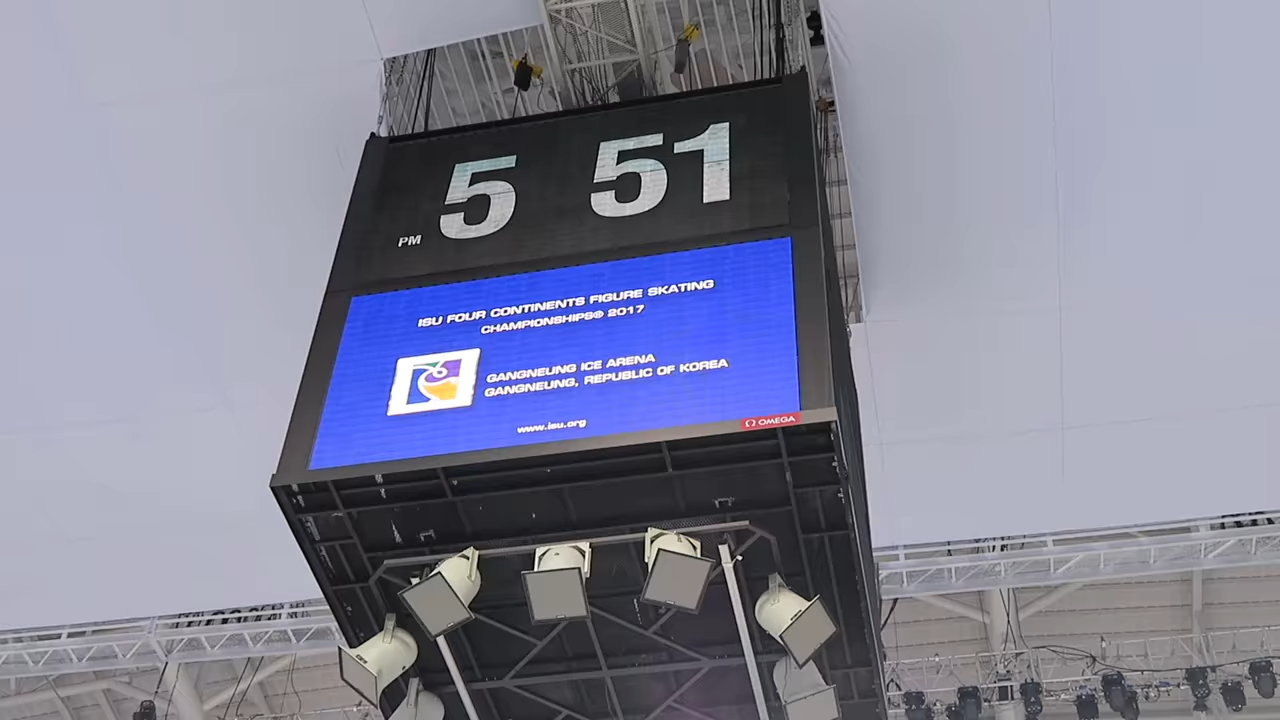 5 51
PM
ISU FOUR CONTINENTS FIGURE SKATING
CHAMPIONSHIPS® 2017
GANGNEUNG ICE ARENA
GANGNEUNG, REPUBLIC OF KOREA
www.isu.org
Ω OMEGA